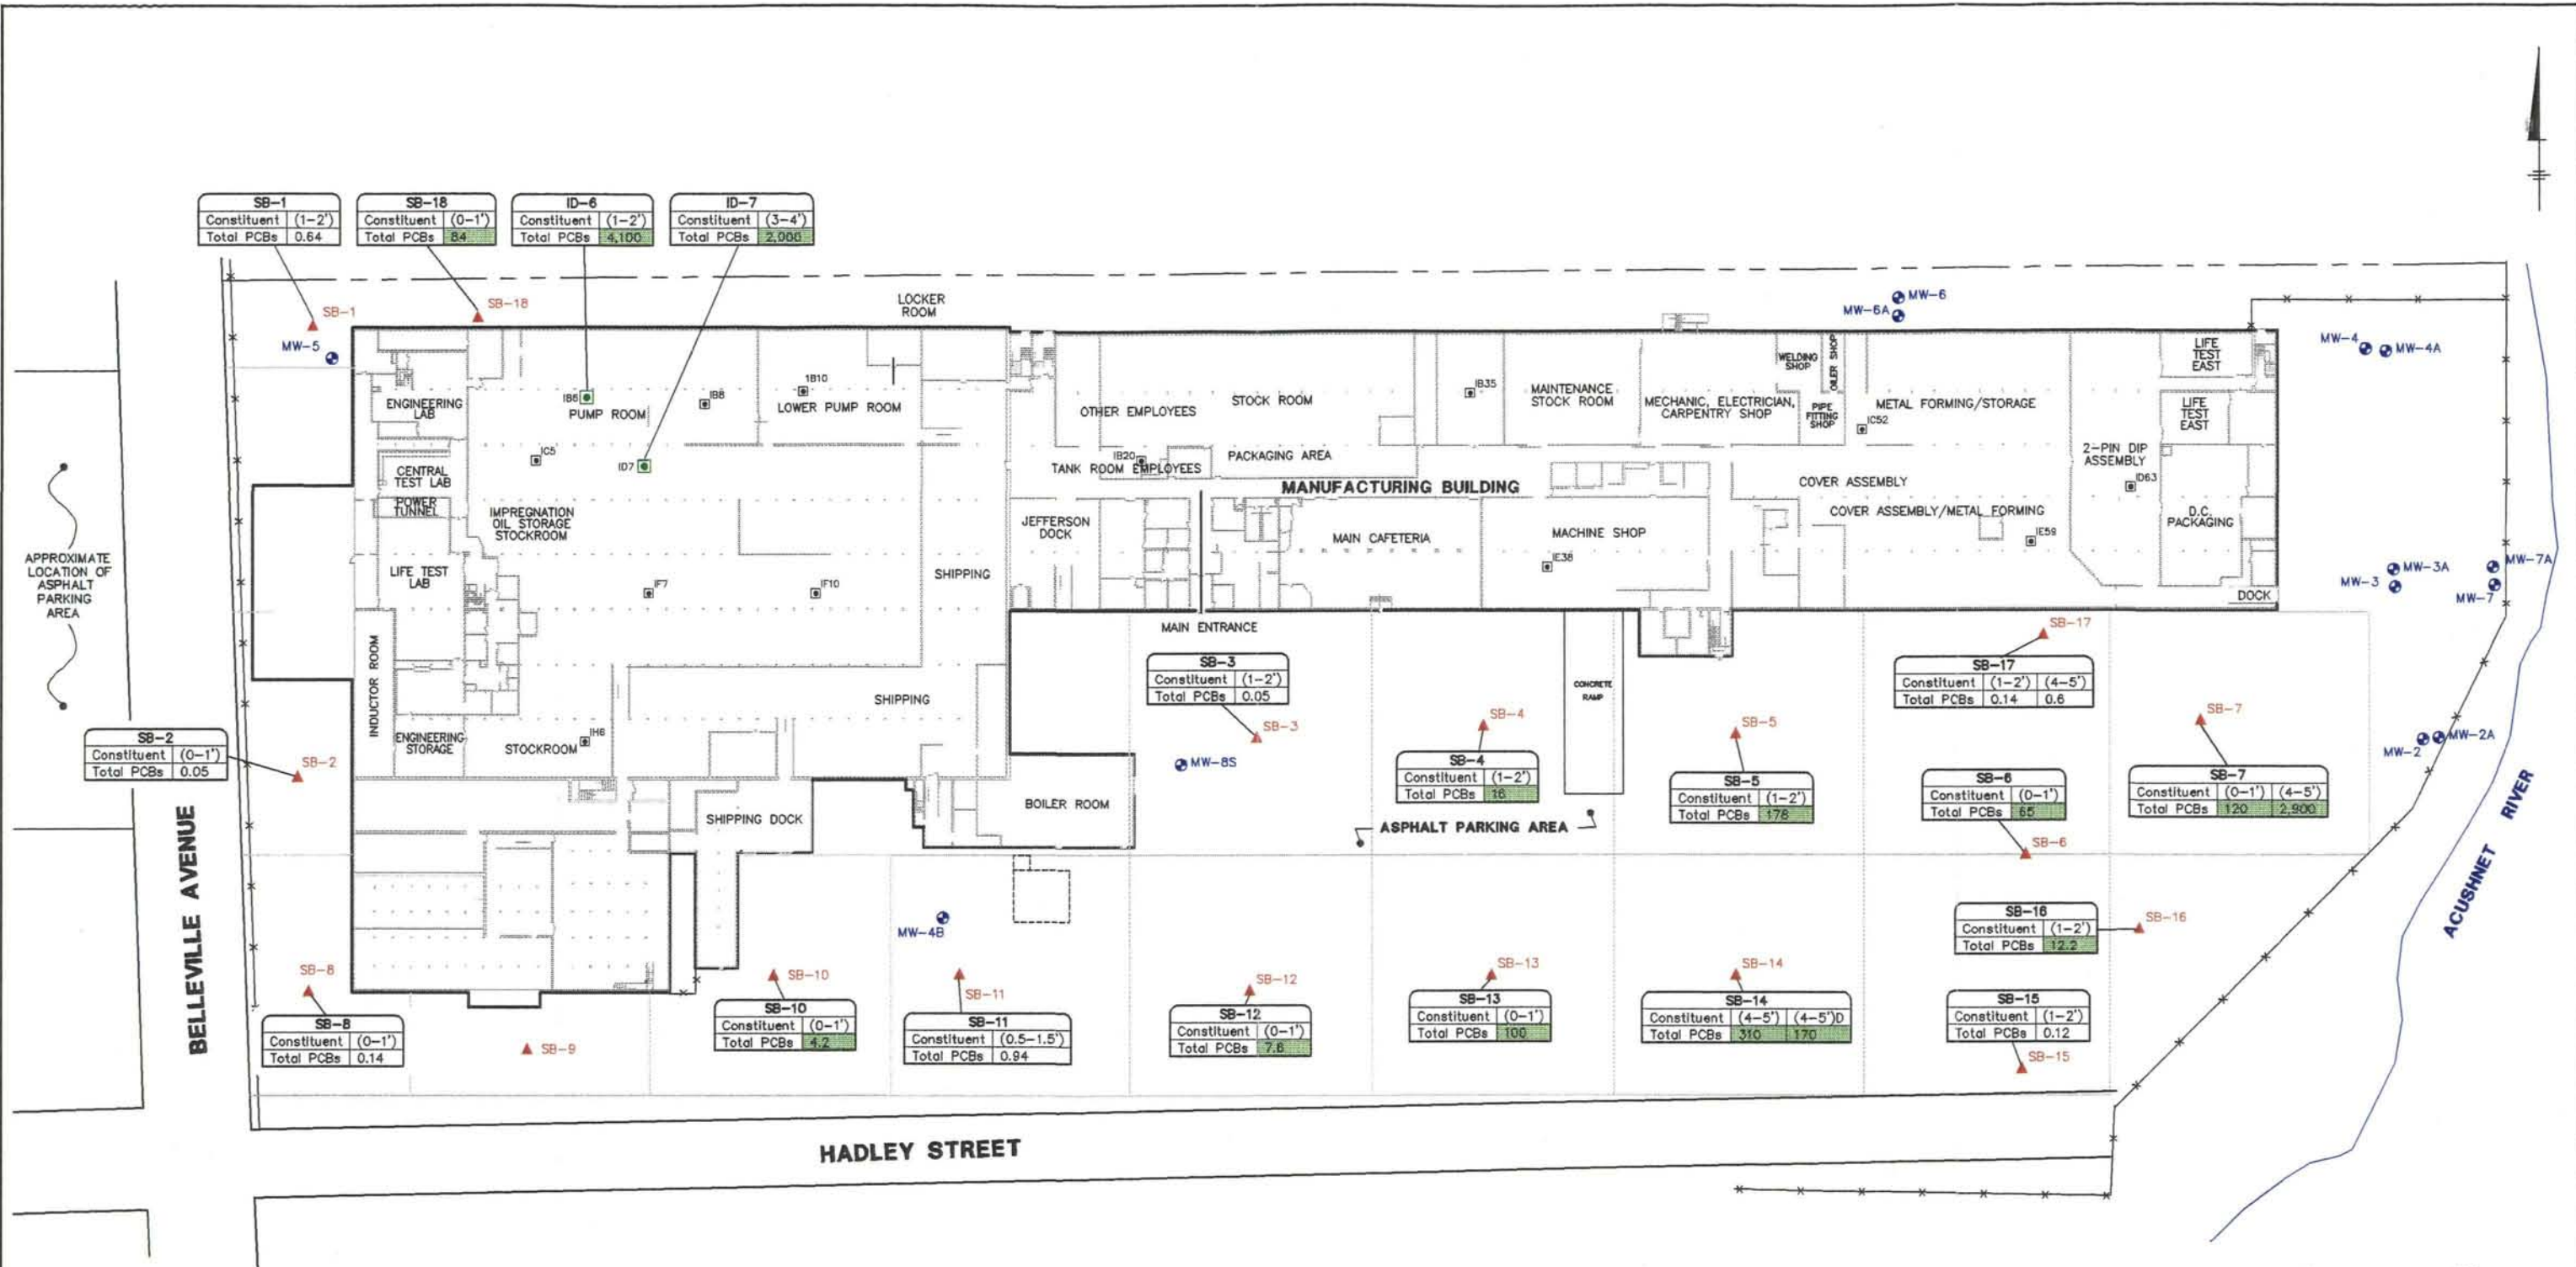 SB-1
Constituent (1-2')
Total PCBs 0.64
SB-18
Constituent (0-1')
Total PCBs 84
ID-6
Constituent (1-2')
Total PCBs 4,100
ID-7
Constituent (3-4')
Total PCBs 2,000
SB-1
MW-5
SB-18
LOCKER
ROOM
MW-6
MW-6A
MW-4
MW-4A
ENGINEERING
LAB
IB6
PUMP ROOM
IB8
1B10
LOWER PUMP ROOM
OTHER EMPLOYEES
STOCK ROOM
IB35
MAINTENANCE
STOCK ROOM
MECHANIC, ELECTRICIAN,
CARPENTRY SHOP
WELDING
SHOP
OILER SHOP
PIPE
FITTING
SHOP
METAL FORMING/STORAGE
IC52
LIFE
TEST
EAST
LIFE
TEST
EAST
CENTRAL
TEST LAB
POWER
TUNNEL
IC5
ID7
IB20
TANK ROOM EMPLOYEES
PACKAGING AREA
MANUFACTURING BUILDING
COVER ASSEMBLY
COVER ASSEMBLY/METAL FORMING
2-PIN DIP
ASSEMBLY
ID63
D.C.
PACKAGING
IMPREGNATION
OIL STORAGE
STOCKROOM
JEFFERSON
DOCK
MAIN CAFETERIA
MACHINE SHOP
IE38
IE59
APPROXIMATE
LOCATION OF
ASPHALT
PARKING
AREA
LIFE TEST
LAB
IF7
IF10
SHIPPING
MW-3A
MW-3
MW-7A
MW-7
DOCK
MAIN ENTRANCE
INDUCTOR ROOM
SB-3
Constituent (1-2')
Total PCBs 0.05
SB-3
MW-8S
CONCRETE
RAMP
SB-17
SB-17
Constituent (1-2') (4-5')
Total PCBs 0.14 0.6
SHIPPING
ENGINEERING
STORAGE
STOCKROOM
IH6
SB-4
SB-4
Constituent (1-2')
Total PCBs 16
SB-5
SB-5
Constituent (1-2')
Total PCBs 176
SB-6
Constituent (0-1')
Total PCBs 65
SB-6
SB-7
SB-7
Constituent (0-1') (4-5')
Total PCBs 120 2,900
MW-2
MW-2A
SB-2
Constituent (0-1')
Total PCBs 0.05
SB-2
BOILER ROOM
SHIPPING DOCK
ASPHALT PARKING AREA
BELLEVILLE AVENUE
ACUSHNET RIVER
MW-4B
SB-16
Constituent (1-2')
Total PCBs 12.2
SB-16
SB-8
SB-8
Constituent (0-1')
Total PCBs 0.14
SB-9
SB-10
SB-10
Constituent (0-1')
Total PCBs 4.2
SB-11
SB-11
Constituent (0.5-1.5')
Total PCBs 0.94
SB-12
SB-12
Constituent (0-1')
Total PCBs 7.6
SB-13
SB-13
Constituent (0-1')
Total PCBs 100
SB-14
SB-14
Constituent (4-5') (4-5')D
Total PCBs 310 170
SB-15
Constituent (1-2')
Total PCBs 0.12
SB-15
HADLEY STREET